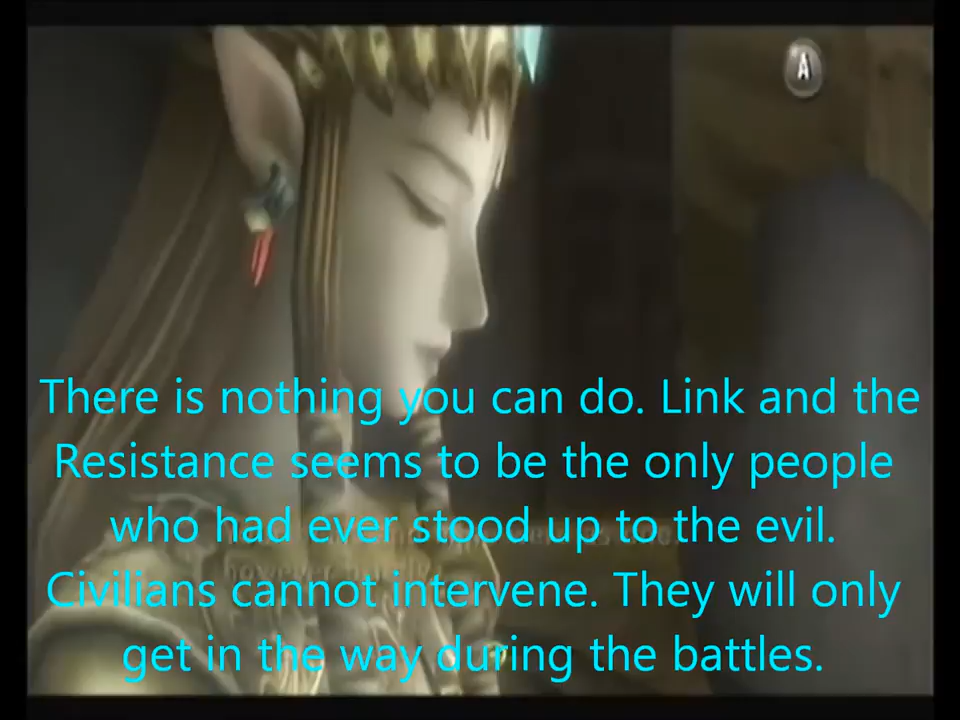 A
There is nothing you can do. Link and the
Resistance seems to be the only people
who had ever stood up to the evil.
Civilians cannot intervene. They will only
get in the way during the battles.